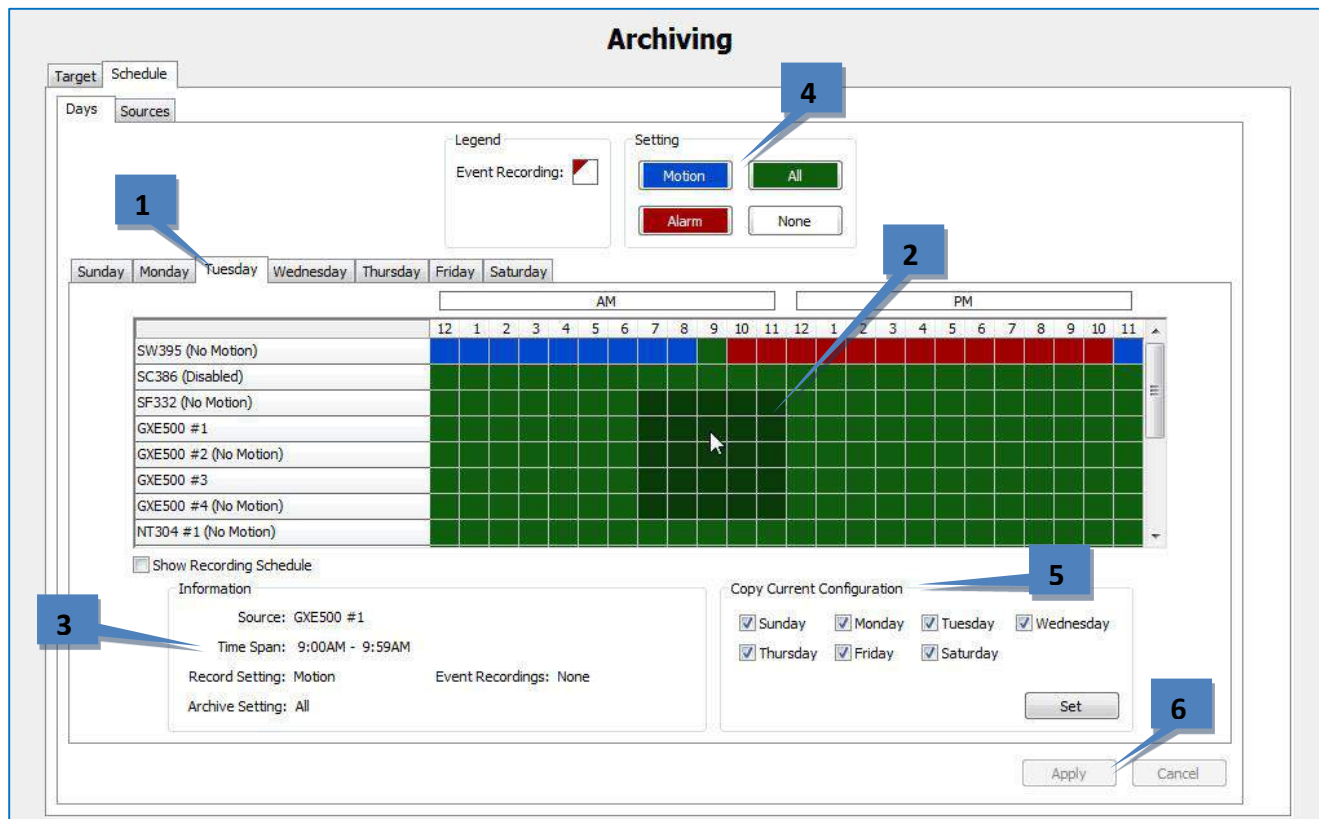 Archiving
Target Schedule
Days Sources
4
Legend
Event Recording:
Setting
Motion All
Alarm None
1
2
Sunday Monday Tuesday Wednesday Thursday Friday Saturday
AM PM
12 1 2 3 4 5 6 7 8 9 10 11 12 1 2 3 4 5 6 7 8 9 10 11
SW395 (No Motion)
SC386 (Disabled)
SF332 (No Motion)
GXE500 #1
GXE500 #2 (No Motion)
GXE500 #3
GXE500 #4 (No Motion)
NT304 #1 (No Motion)
Show Recording Schedule
Information
3
Source: GXE500 #1
Time Span: 9:00AM - 9:59AM
Record Setting: Motion Event Recordings: None
Archive Setting: All
5
Copy Current Configuration
Sunday Monday Tuesday Wednesday
Thursday Friday Saturday
Set
6
Apply Cancel